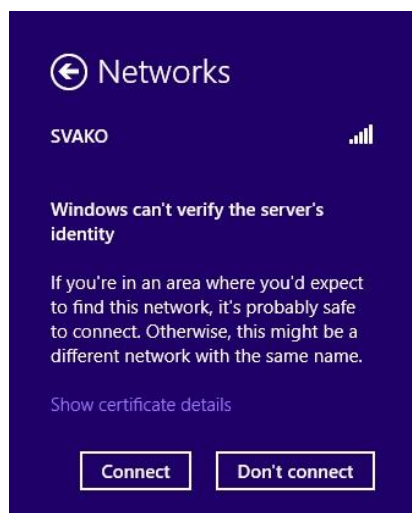 Networks
SVAKO
Windows can't verify the server's
identity
If you're in an area where you'd expect
to find this network, it's probably safe
to connect. Otherwise, this might be a
different network with the same name.
Show certificate details
Connect Don't connect